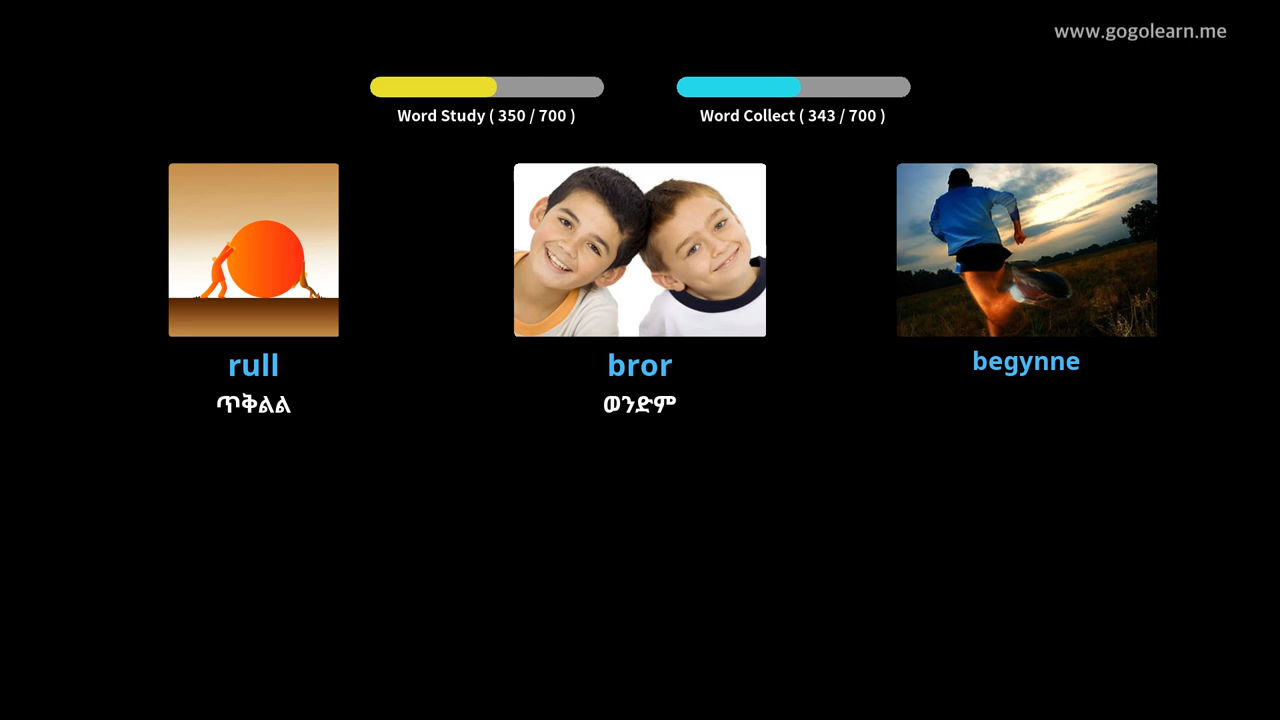 www.gogolearn.me
Word Study ( 350 / 700 )
Word Collect ( 343 / 700 )
rull
ጥቅልል
bror
ወንድም
begynne